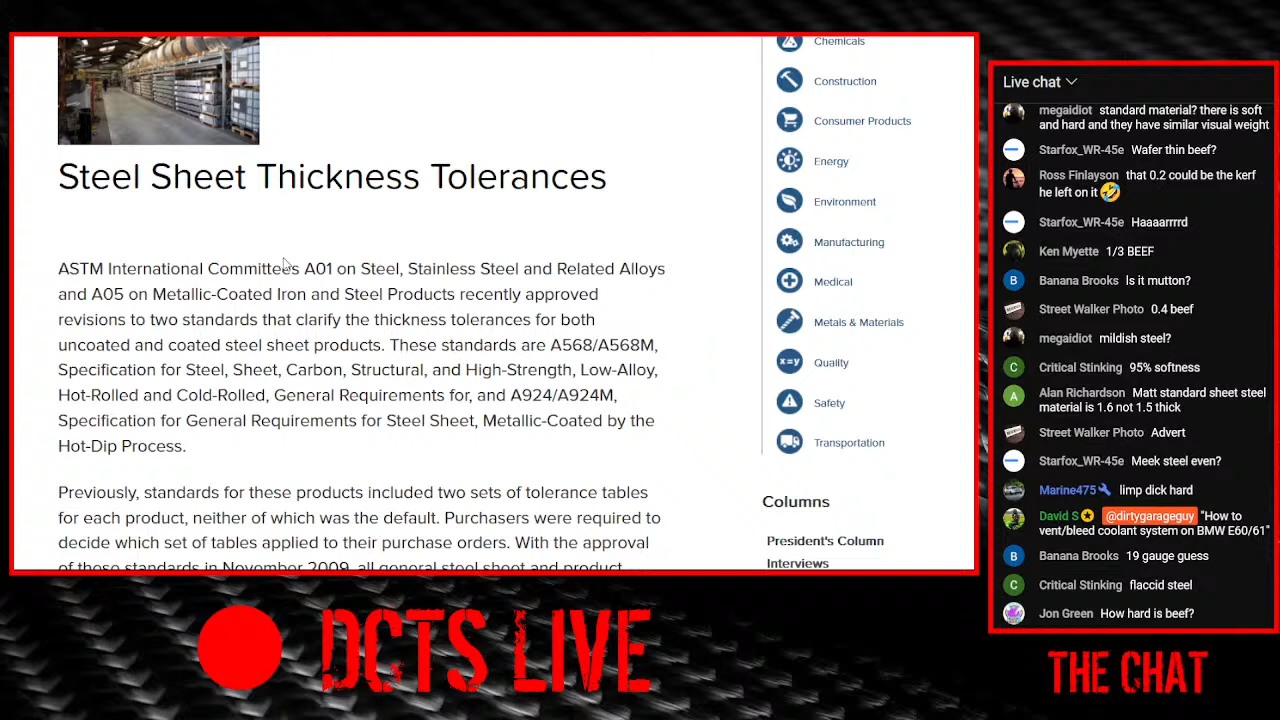 Steel Sheet Thickness Tolerances
ASTM International Committees A01 on Steel, Stainless Steel and Related Alloys
and A05 on Metallic-Coated Iron and Steel Products recently approved
revisions to two standards that clarify the thickness tolerances for both
uncoated and coated steel sheet products. These standards are A568/A568M,
Specification for Steel, Sheet, Carbon, Structural, and High-Strength, Low-Alloy,
Hot-Rolled and Cold-Rolled, General Requirements for, and A924/A924M,
Specification for General Requirements for Steel Sheet, Metallic-Coated by the
Hot-Dip Process.
Previously, standards for these products included two sets of tolerance tables
for each product, neither of which was the default. Purchasers were required to
decide which set of tables applied to their purchase orders. With the approval
of these standards in November 2009, all general steel sheet and product
Chemicals
Construction
Consumer Products
Energy
Environment
Manufacturing
Medical
Metals & Materials
x=y Quality
Safety
Transportation
Columns
President's Column
Interviews
Live chat
megaidiot standard material? there is soft
and hard and they have similar visual weight
Starfox_WR-45e Wafer thin beef?
Ross Finlayson that 0.2 could be the kerf
he left on it 🤣
Starfox_WR-45e Haaaarrrrd
Ken Myette 1/3 BEEF
B Banana Brooks Is it mutton?
Street Walker Photo 0.4 beef
megaidiot mildish steel?
C Critical Stinking 95% softness
A Alan Richardson Matt standard sheet steel
material is 1.6 not 1.5 thick
Street Walker Photo Advert
Starfox_WR-45e Meek steel even?
Marine475 limp dick hard
David S @dirtygarageguy "How to
vent/bleed coolant system on BMW E60/61"
B Banana Brooks 19 gauge guess
C Critical Stinking flaccid steel
Jon Green How hard is beef?
DCTS LIVE
THE CHAT